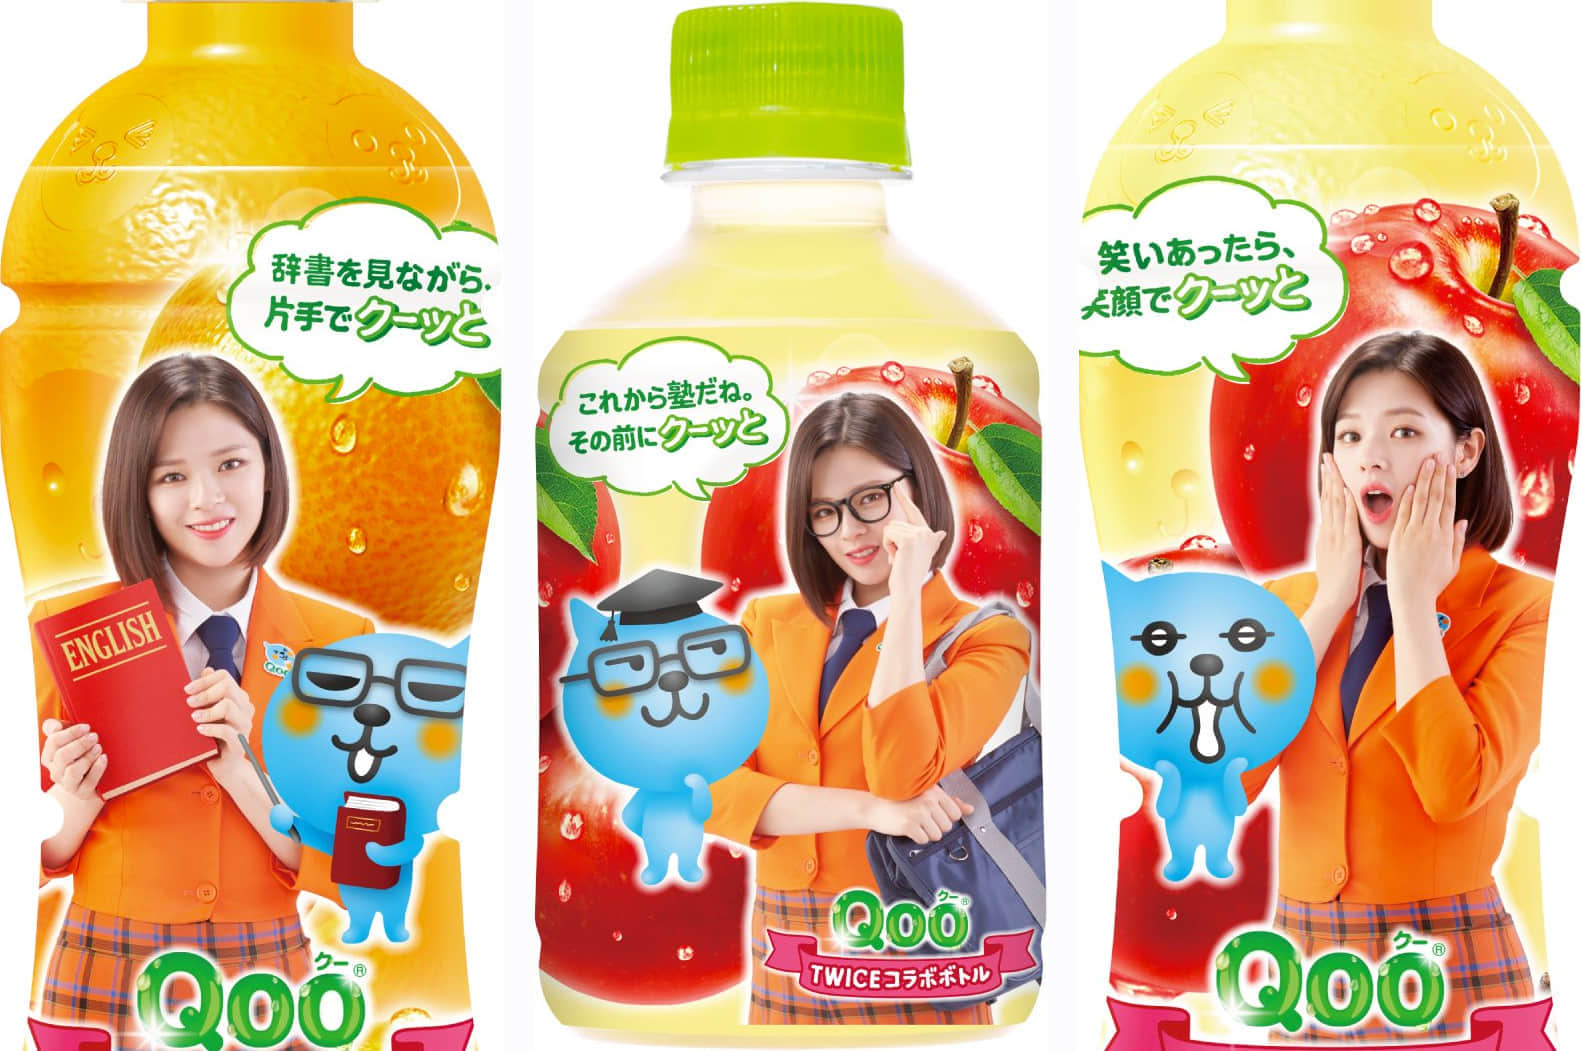 辞書を見ながら、
片手でクーッと
ENGLISH
Qoo
クー
Qoo®
これから塾だね。
その前にクーッと
クー
Qoo®
TWICEコラボボトル
笑いあったら、
笑顔でクーッと
クー
Qoo®